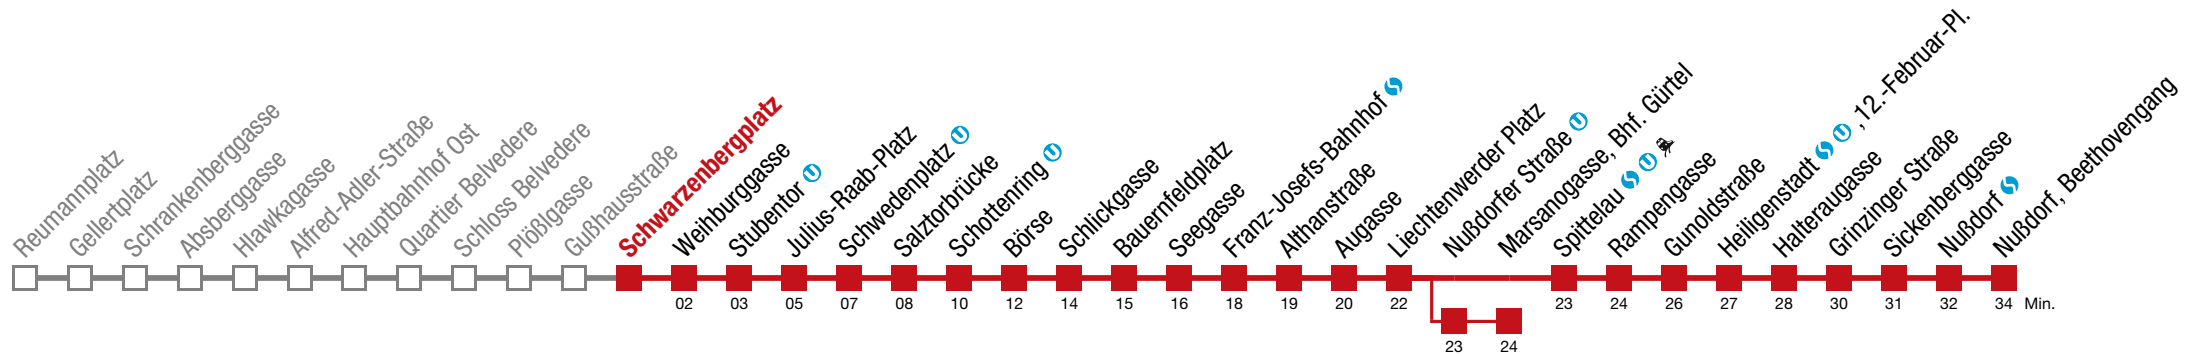 Reumannplatz
Gellertplatz
Schrankenberggasse
Absberggasse
Hlawkagasse
Alfred-Adler-Straße
Hauptbahnhof Ost
Quartier Belvedere
Schloss Belvedere
Plößlgasse
Gußhausstraße
Schwarzenbergplatz
Weihburggasse
Stubentor U
Julius-Raab-Platz
Schwedenplatz U
Salztorbrücke
Schottenring U
Börse
Schlickgasse
Bauernfeldplatz
Seegasse
Franz-Josefs-Bahnhof S
Althanstraße
Augasse
Liechtenwerder Platz
Nußdorfer Straße U
Marsanogasse, Bhf. Gürtel
Spittelau S U
Rampengasse
Gunoldstraße
Heiligenstadt S U , 12.-Februar-Pl.
Halteraugasse
Grinzinger Straße
Sickenberggasse
Nußdorf S
Nußdorf, Beethovengang
02 03 05 07 08 10 12 14 15 16 18 19 20 22 23 24 26 27 28 30 31 32 34 Min.
23 24